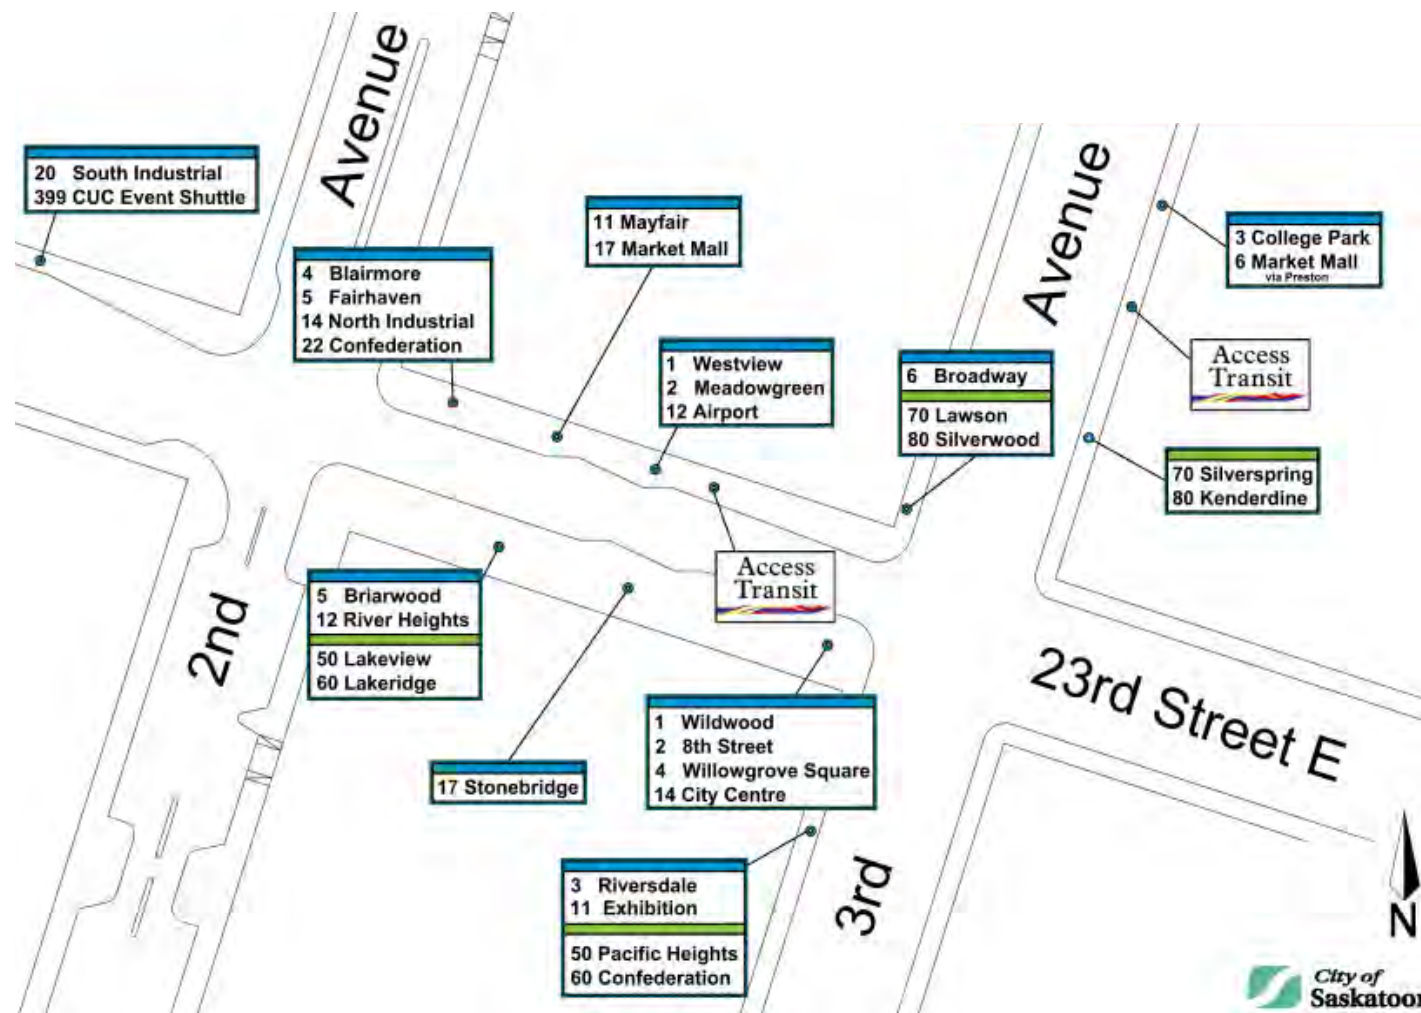 Avenue
20 South Industrial
399 CUC Event Shuttle
4 Blairmore
5 Fairhaven
14 North Industrial
22 Confederation
11 Mayfair
17 Market Mall
1 Westview
2 Meadowgreen
12 Airport
Avenue
3 College Park
6 Market Mall
via Preston
Access
Transit
6 Broadway
70 Lawson
80 Silverwood
70 Silverspring
80 Kenderdine
Access
Transit
2nd
5 Briarwood
12 River Heights
50 Lakeview
60 Lakeridge
23rd Street E
17 Stonebridge
1 Wildwood
2 8th Street
4 Willowgrove Square
14 City Centre
3rd
3 Riversdale
11 Exhibition
50 Pacific Heights
60 Confederation
N
City of
Saskatoon